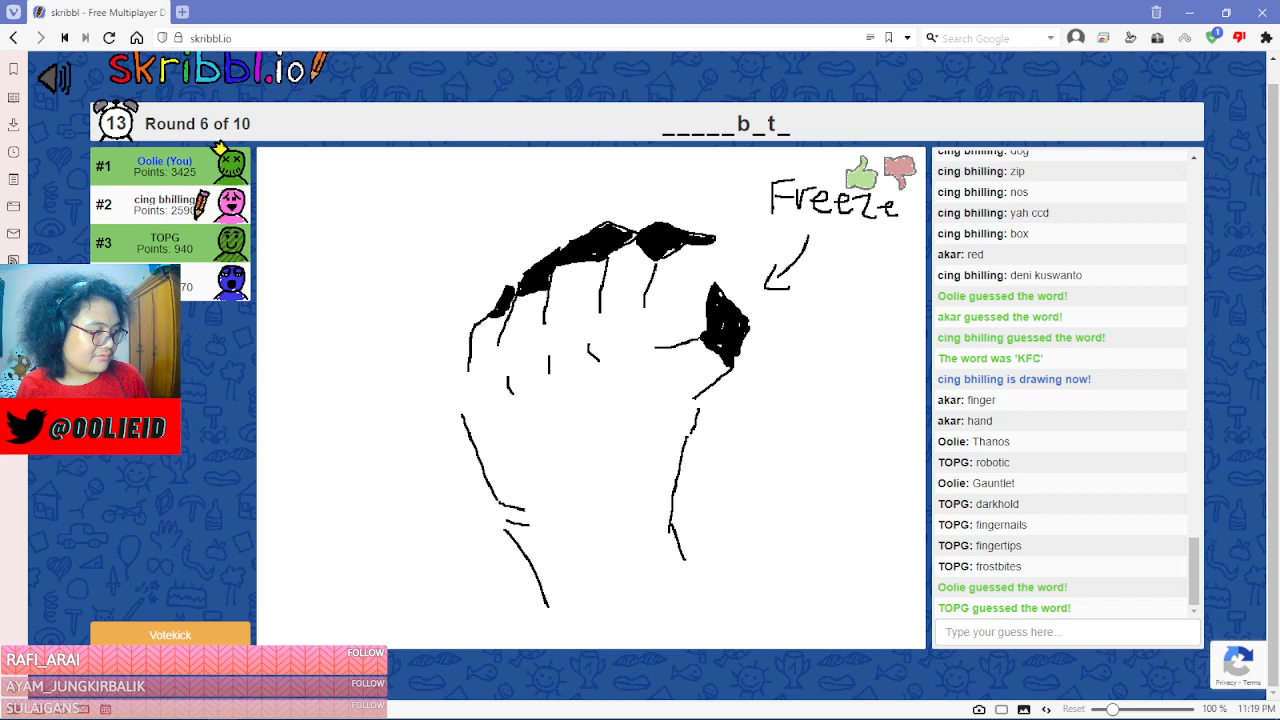 skribbl - Free Multiplayer D
skribbl.io
Search Google
1
skribbl.io
13
Round 6 of 10
_____b_t_
#1
Oolie (You)
Points: 3425
#2
cing bhilling
Points: 2590
#3
TOPG
Points: 940
70
@OOLIEID
Votekick
Freeze
cing bhilling: dog
cing bhilling: zip
cing bhilling: nos
cing bhilling: yah ccd
cing bhilling: box
akar: red
cing bhilling: deni kuswanto
Oolie guessed the word!
akar guessed the word!
cing bhilling guessed the word!
The word was 'KFC'
cing bhilling is drawing now!
akar: finger
akar: hand
Oolie: Thanos
TOPG: robotic
Oolie: Gauntlet
TOPG: darkhold
TOPG: fingernails
TOPG: fingertips
TOPG: frostbites
Oolie guessed the word!
TOPG guessed the word!
Type your guess here...
RAFI_ARAI
FOLLOW
AYAM_JUNGKIRBALIK
FOLLOW
SULAIGANS
FOLLOW
Privacy - Terms
Reset
100 %
11:19 PM